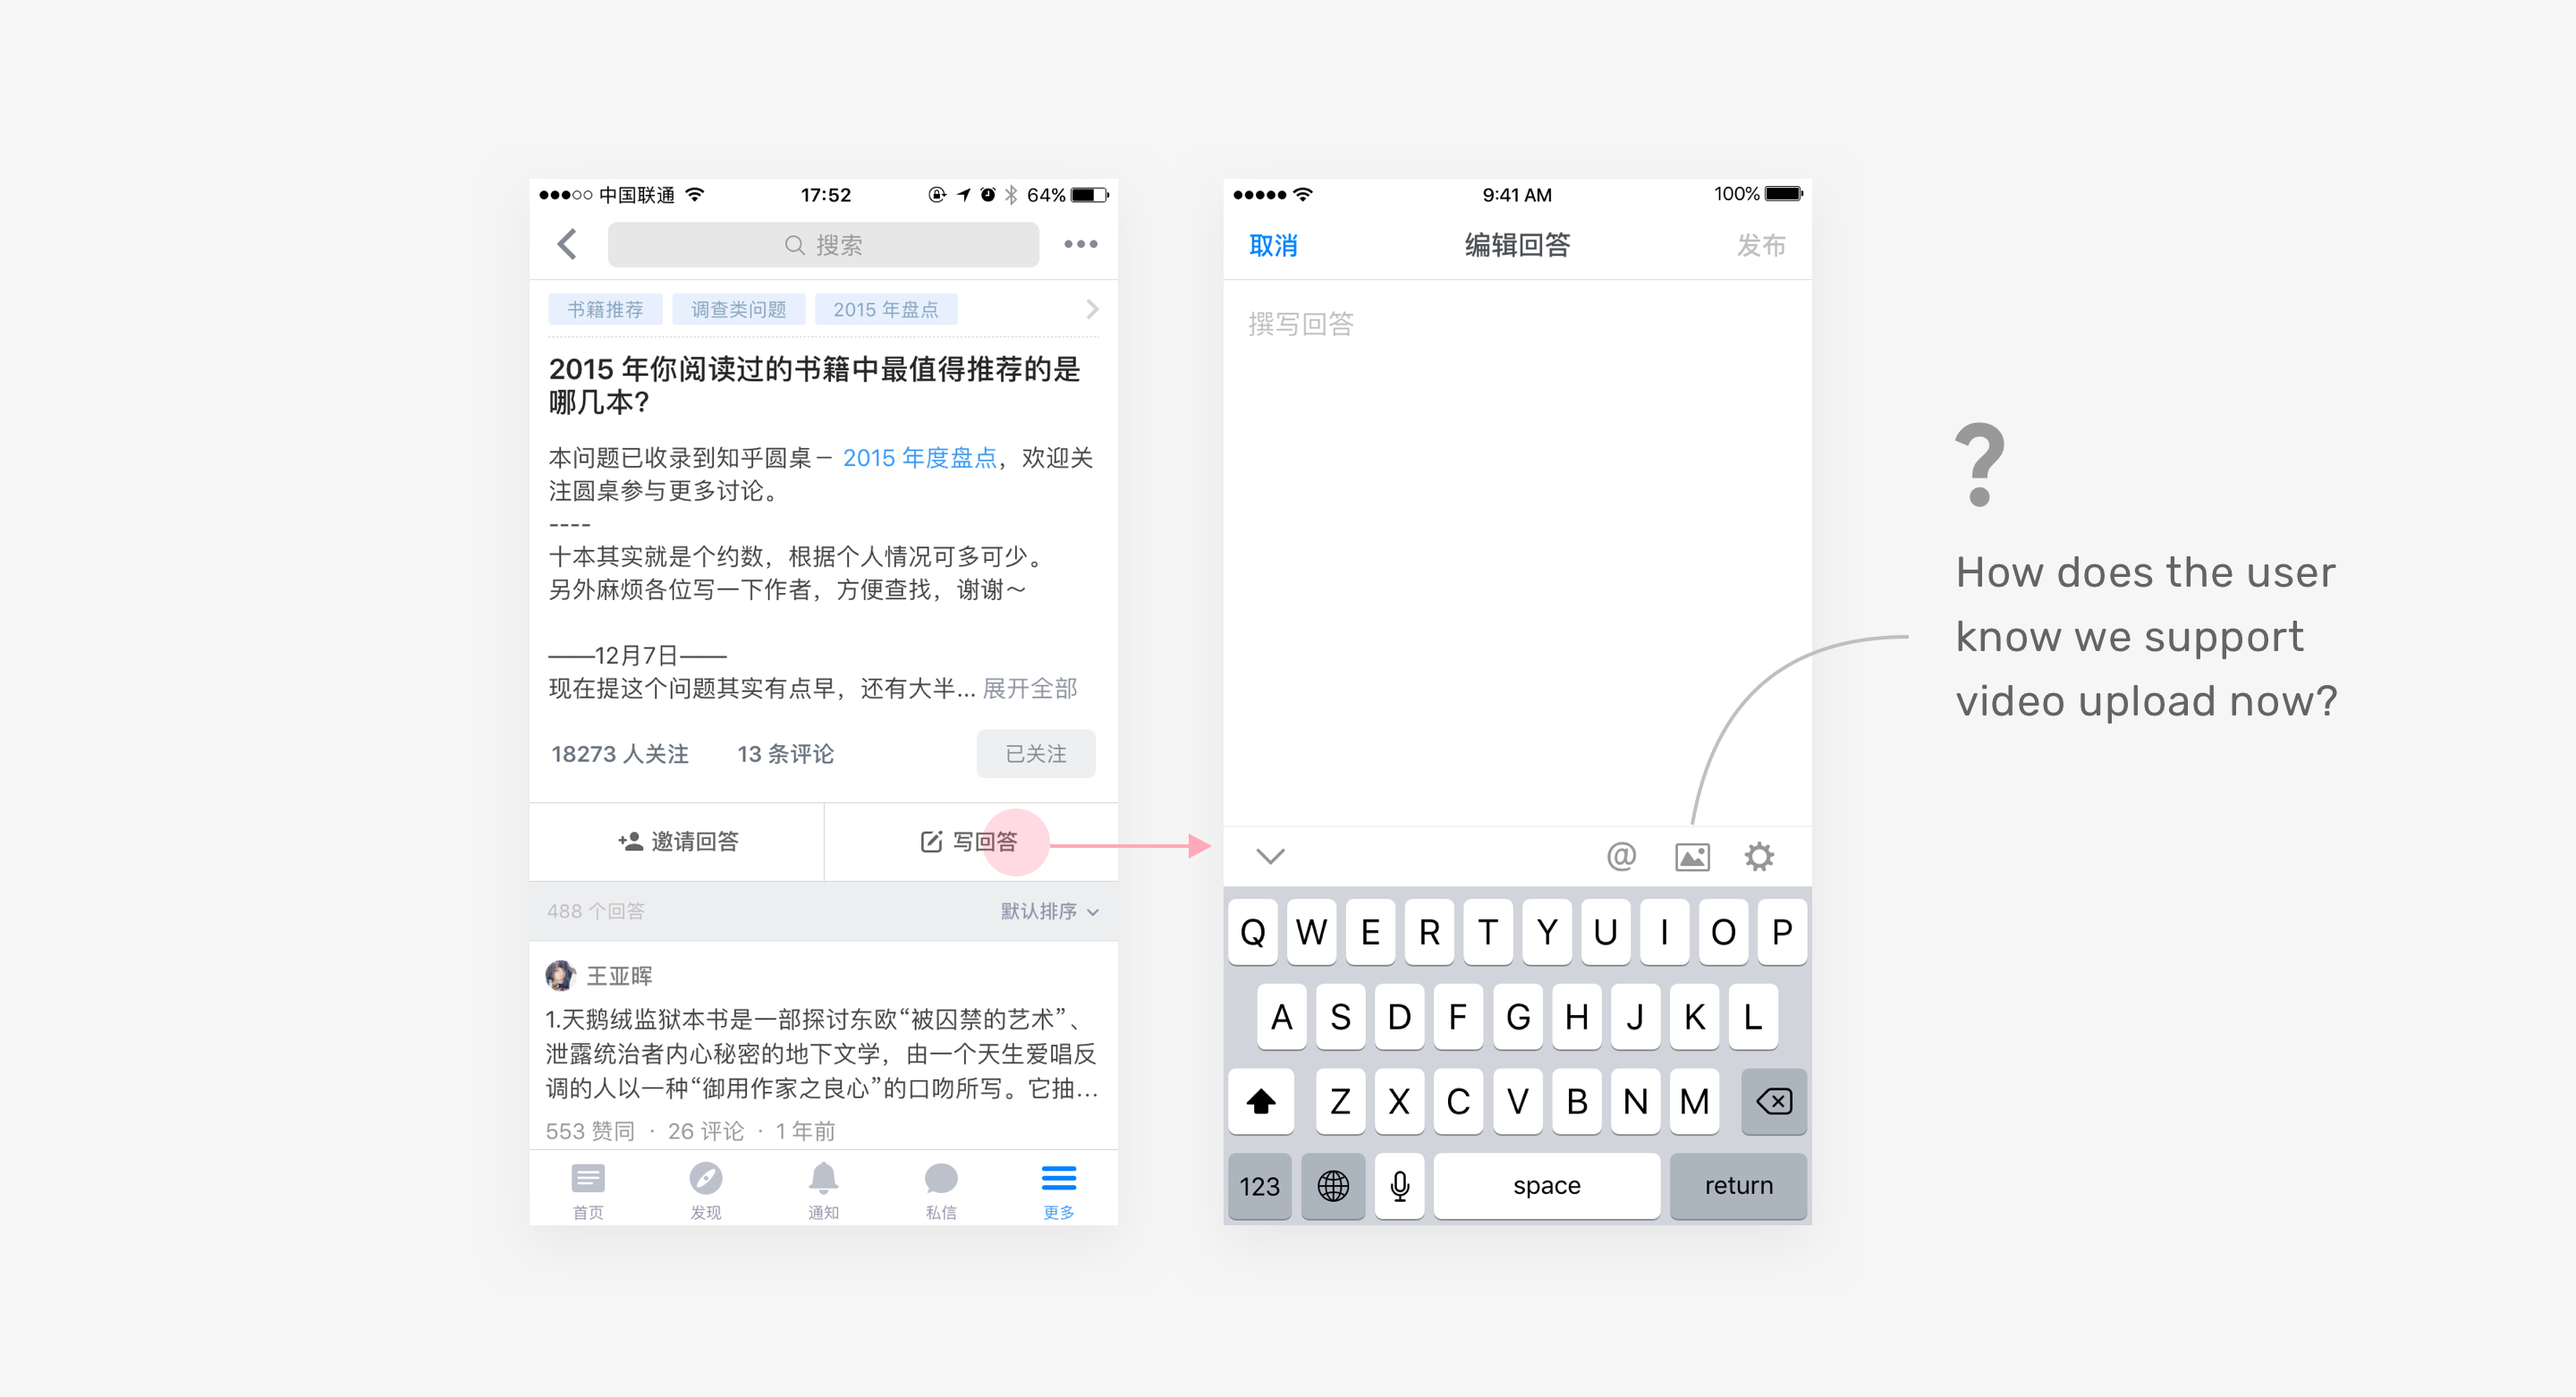 中国联通 17:52 64%
搜索
书籍推荐 调查类问题 2015 年盘点
2015 年你阅读过的书籍中最值得推荐的是
哪几本?
本问题已收录到知乎圆桌 – 2015 年度盘点，欢迎关
注圆桌参与更多讨论。
----
十本其实就是个约数，根据个人情况可多可少。
另外麻烦各位写一下作者，方便查找，谢谢～
——12月7日——
现在提这个问题其实有点早，还有大半... 展开全部
18273 人关注 13 条评论 已关注
邀请回答 写回答
488 个回答 默认排序
王亚晖
1.天鹅绒监狱本书是一部探讨东欧“被囚禁的艺术”、
泄露统治者内心秘密的地下文学，由一个天生爱唱反
调的人以一种“御用作家之良心”的口吻所写。它抽...
553 赞同 · 26 评论 · 1 年前
首页 发现 通知 私信 更多
9:41 AM 100%
取消 编辑回答 发布
撰写回答
@
Q W E R T Y U I O P
A S D F G H J K L
Z X C V B N M
123 space return
?
How does the user
know we support
video upload now?